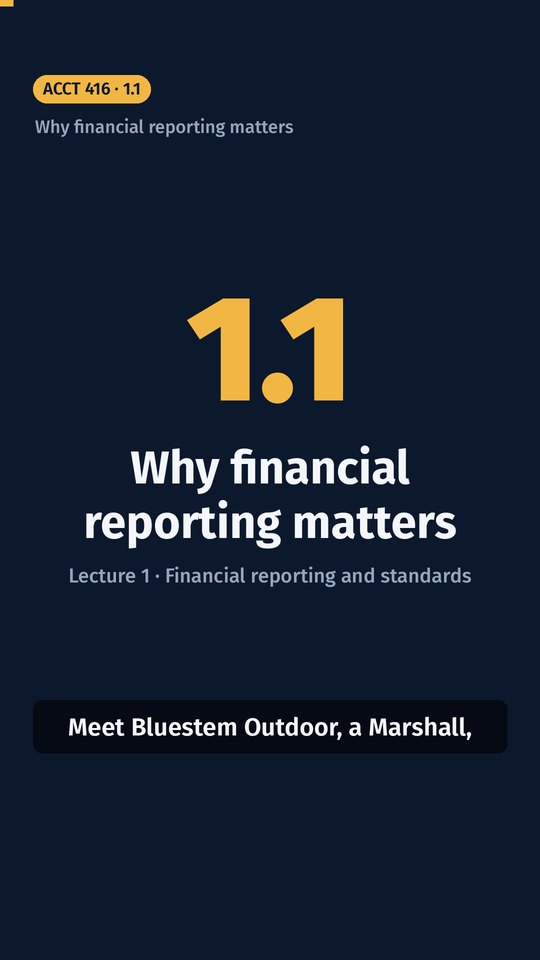 ACCT 416 · 1.1
Why financial reporting matters
1.1
Why financial
reporting matters
Lecture 1 · Financial reporting and standards
Meet Bluestem Outdoor, a Marshall,